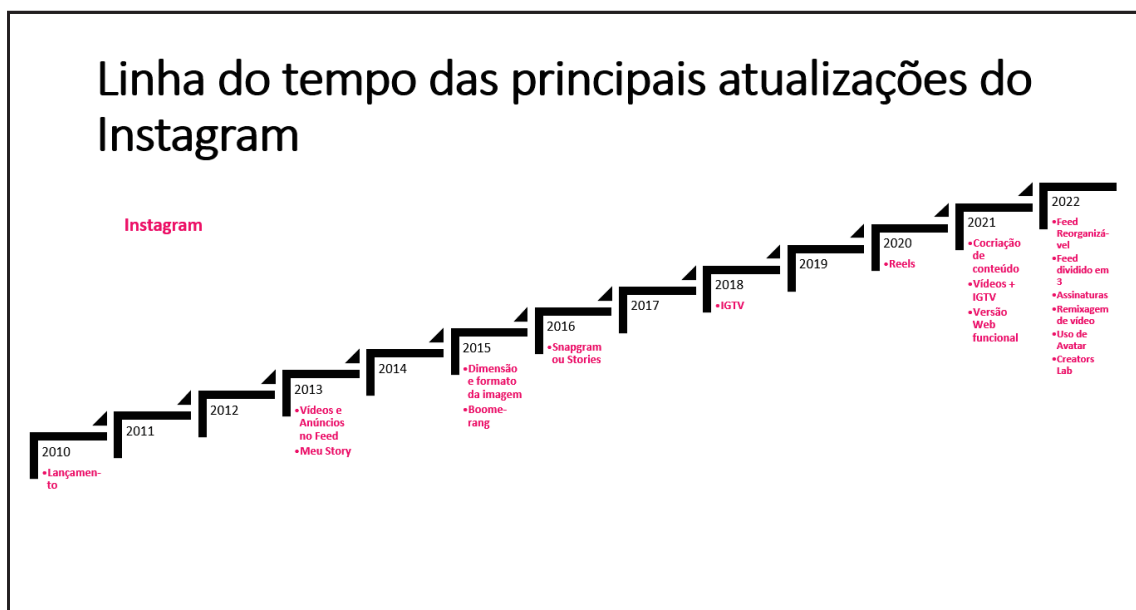 Linha do tempo das principais atualizações do
Instagram
Instagram
2010
•Lançamen-
to
2011
2012
2013
•Vídeos e
Anúncios
no Feed
•Meu Story
2014
2015
•Dimensão
e formato
da imagem
•Boome-
rang
2016
•Snapgram
ou Stories
2017
2018
•IGTV
2019
2020
•Reels
2021
•Cocriação
de
conteúdo
•Vídeos +
IGTV
•Versão
Web
funcional
2022
•Feed
Reorganizá-
vel
•Feed
dividido em
3
•Assinaturas
•Remixagem
de vídeo
•Uso de
Avatar
•Creators
Lab